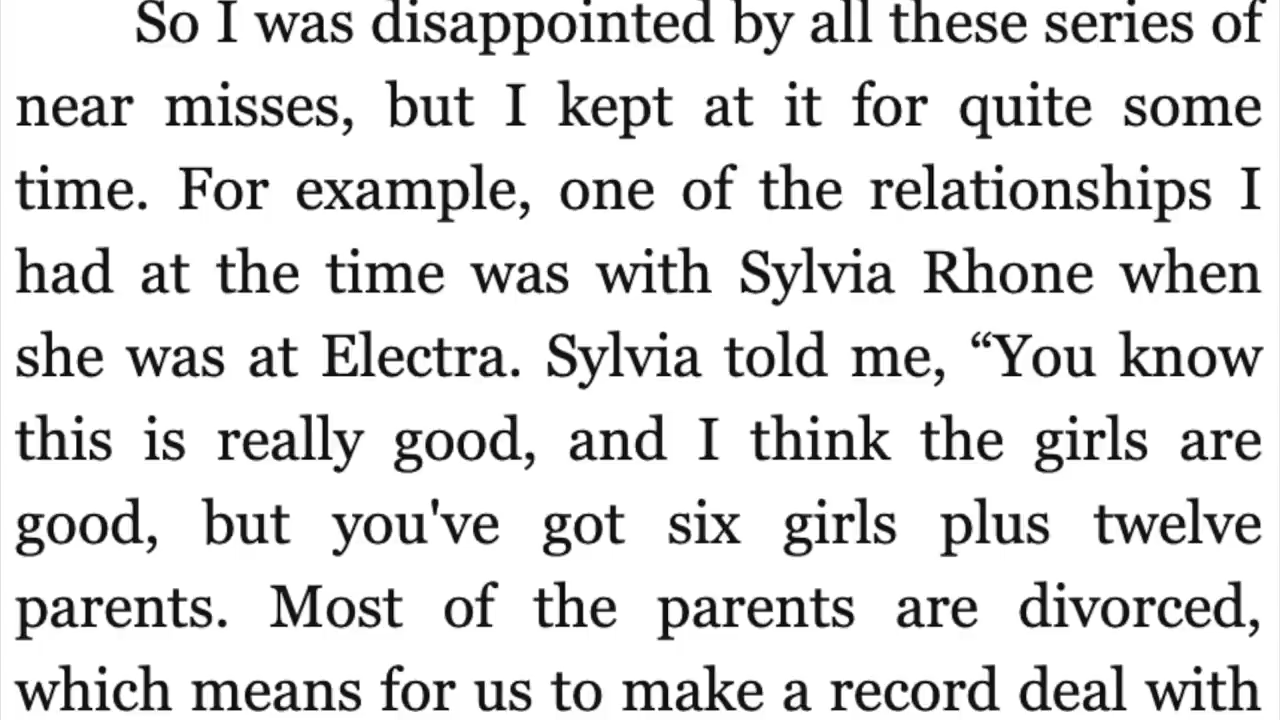 So I was disappointed by all these series of
near misses, but I kept at it for quite some
time. For example, one of the relationships I
had at the time was with Sylvia Rhone when
she was at Electra. Sylvia told me, “You know
this is really good, and I think the girls are
good, but you've got six girls plus twelve
parents. Most of the parents are divorced,
which means for us to make a record deal with